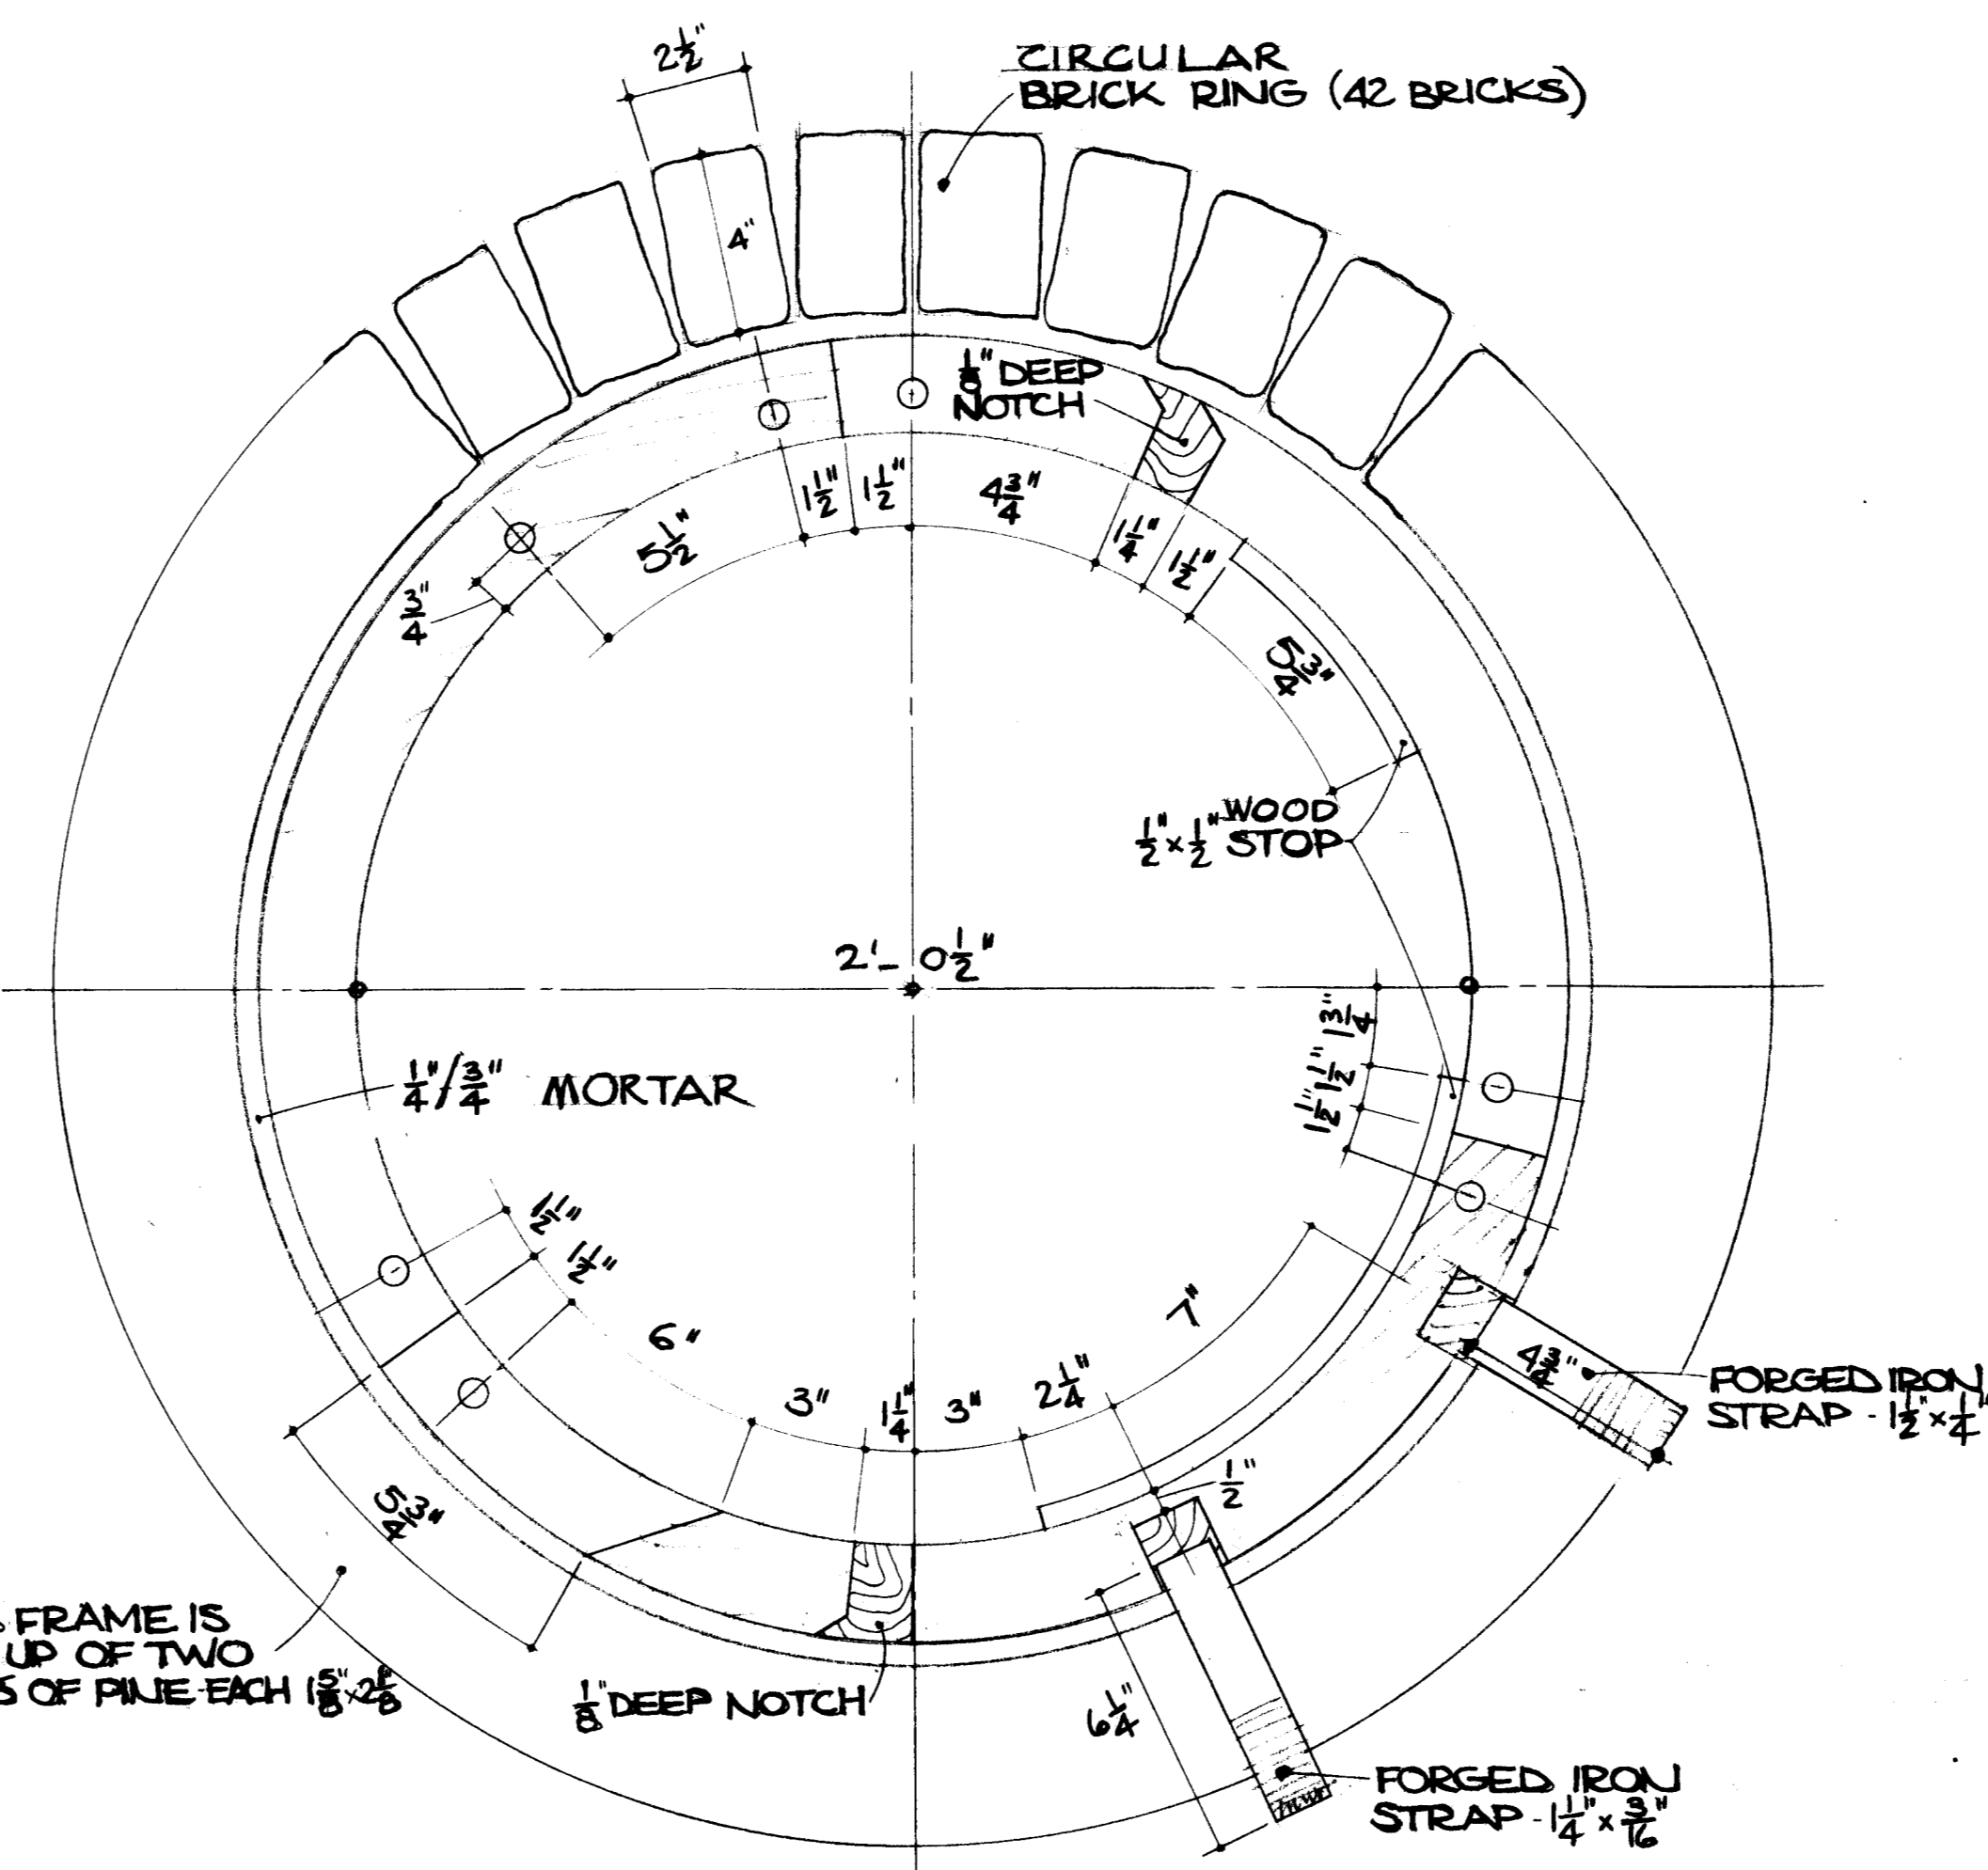 2½"
CIRCULAR
BRICK RING (42 BRICKS)
4"
⅛" DEEP
NOTCH
1½"
1½"
4¾"
1¼"
1½"
5½"
¾"
5¾"
½"x½" WOOD
STOP
2'-0½"
1¾"
1½"
1½"
¼"/¾" MORTAR
1½"
1½"
6"
3"
1¼"
3"
2¼"
7"
½"
4¾"
FORGED IRON
STRAP - 1½"x¼"
5¾"
FRAME IS
UP OF TWO
OF PINE EACH 1⅝"x2⅛"
⅛" DEEP NOTCH
6¼"
FORGED IRON
STRAP - 1¼" x 3/16"